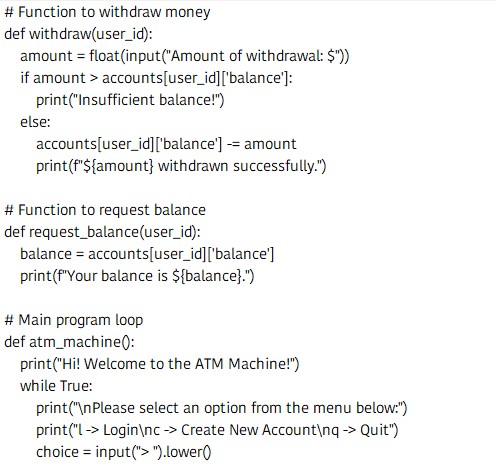 # Function to withdraw money
def withdraw(user_id):
    amount = float(input("Amount of withdrawal: $"))
    if amount > accounts[user_id]['balance']:
        print("Insufficient balance!")
    else:
        accounts[user_id]['balance'] -= amount
        print(f"${amount} withdrawn successfully.")

# Function to request balance
def request_balance(user_id):
    balance = accounts[user_id]['balance']
    print(f"Your balance is ${balance}.")

# Main program loop
def atm_machine():
    print("Hi! Welcome to the ATM Machine!")
    while True:
        print("\nPlease select an option from the menu below:")
        print("l -> Login\nc -> Create New Account\nq -> Quit")
        choice = input("> ").lower()